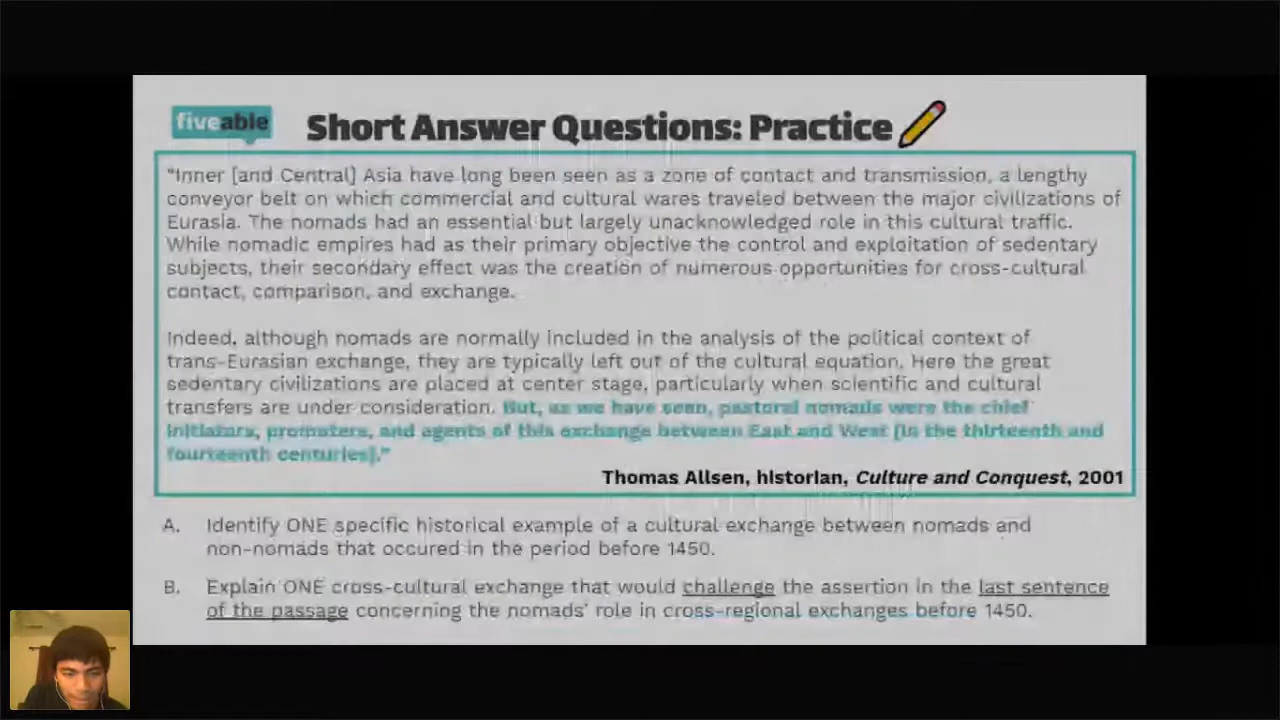 fiveable
Short Answer Questions: Practice
"Inner [and Central] Asia have long been seen as a zone of contact and transmission, a lengthy
conveyor belt on which commercial and cultural wares traveled between the major civilizations of
Eurasia. The nomads had an essential but largely unacknowledged role in this cultural traffic.
While nomadic empires had as their primary objective the control and exploitation of sedentary
subjects, their secondary effect was the creation of numerous opportunities for cross-cultural
contact, comparison, and exchange.
Indeed, although nomads are normally included in the analysis of the political context of
trans-Eurasian exchange, they are typically left out of the cultural equation. Here the great
sedentary civilizations are placed at center stage, particularly when scientific and cultural
transfers are under consideration. But, as we have seen, pastoral nomads were the chief
initiators, promoters, and agents of this exchange between East and West [in the thirteenth and
fourteenth centuries]."
Thomas Allsen, historian, Culture and Conquest, 2001
A. Identify ONE specific historical example of a cultural exchange between nomads and
non-nomads that occured in the period before 1450.
B. Explain ONE cross-cultural exchange that would challenge the assertion in the last sentence
of the passage concerning the nomads' role in cross-regional exchanges before 1450.